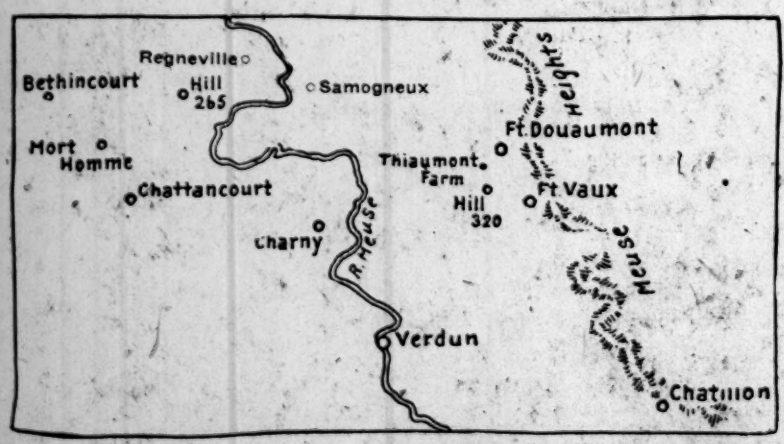 Regneville
Bethincourt
Hill
265
Samogneux
Heights
Ft. Douaumont
Mort
Homme
Thiaumont
Farm
Chattancourt
Hill
320
Ft. Vaux
Charny
R. Meuse
Meuse
Verdun
Chatillon